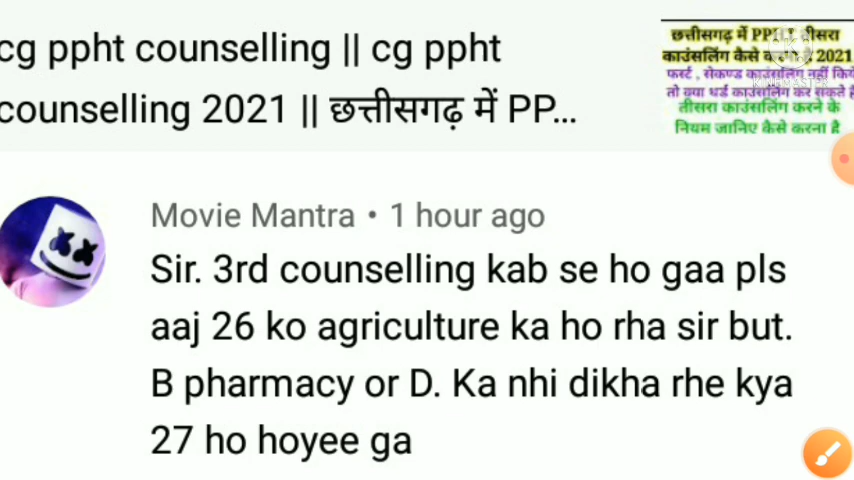 cg ppht counselling || cg ppht
counselling 2021 || छत्तीसगढ़ में PP...
छत्तीसगढ़ में PP तीसरा
काउंसलिंग कैसे 2021
फर्स्ट , सेकण्ड काउंसलिंग नहीं किये
तो क्या थर्ड काउंसलिंग कर सकते है
तीसरा काउंसलिंग करने के
नियम जानिए कैसे करना है
KINEMASTER
Movie Mantra • 1 hour ago
Sir. 3rd counselling kab se ho gaa pls
aaj 26 ko agriculture ka ho rha sir but.
B pharmacy or D. Ka nhi dikha rhe kya
27 ho hoyee ga